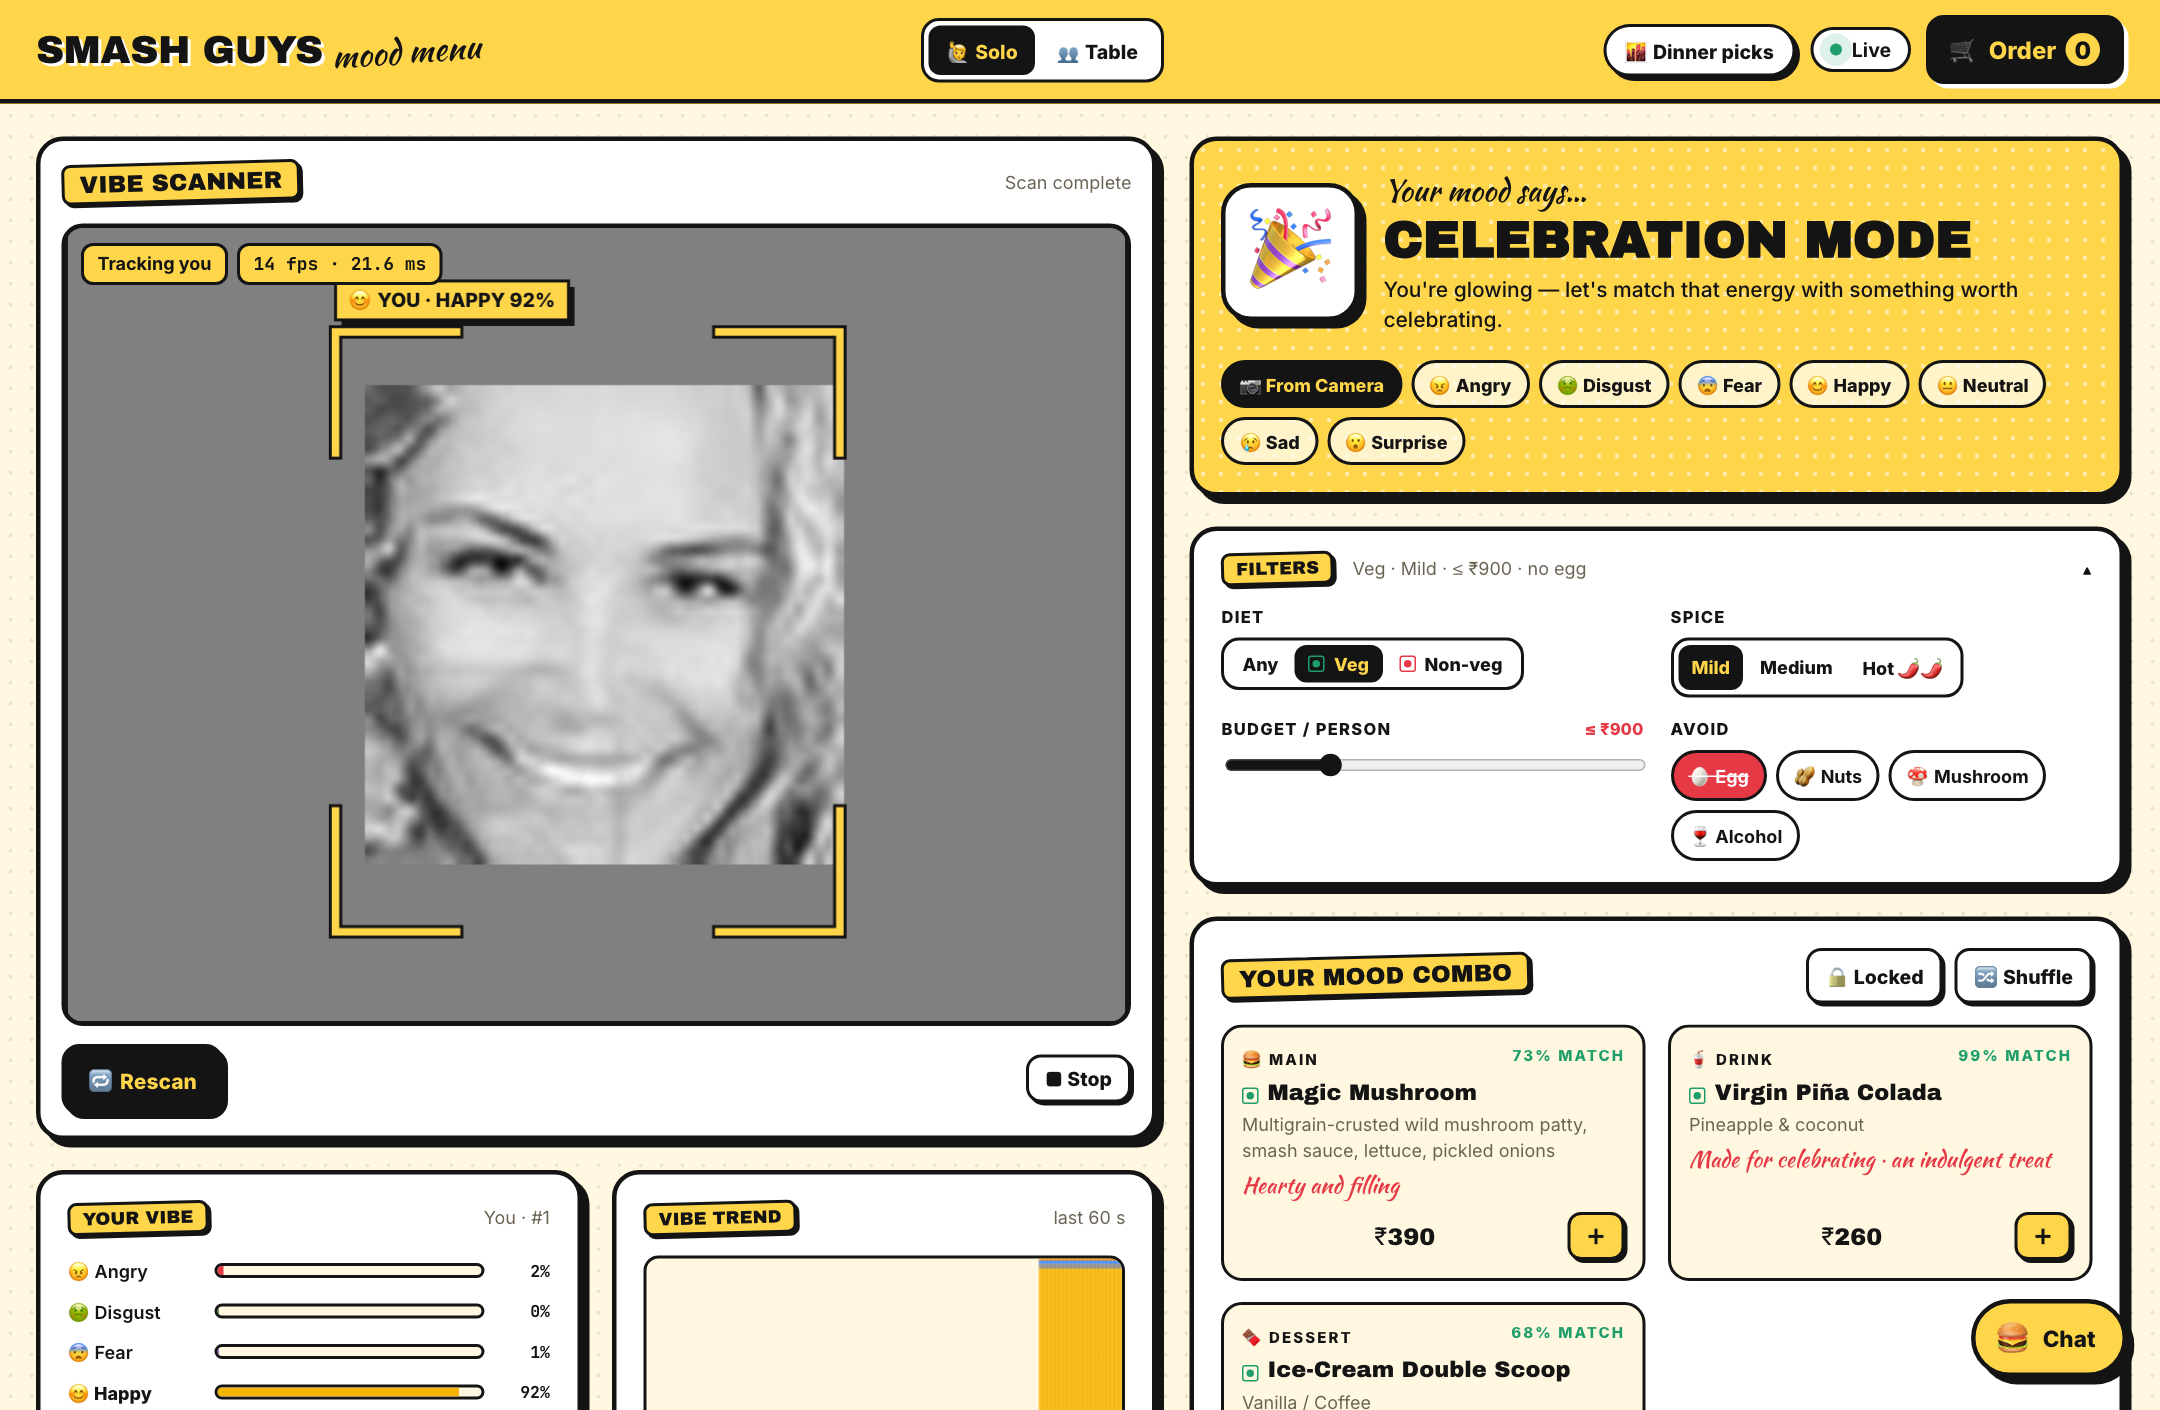 SMASH GUYS mood menu
Solo
Table
Dinner picks
Live
Order 0
VIBE SCANNER
Scan complete
Tracking you
14 fps · 21.6 ms
YOU · HAPPY 92%
Rescan
Stop
YOUR VIBE
You · #1
Angry 2%
Disgust 0%
Fear 1%
Happy 92%
VIBE TREND
last 60 s
Your mood says...
CELEBRATION MODE
You're glowing — let's match that energy with something worth
celebrating.
From Camera
Angry
Disgust
Fear
Happy
Neutral
Sad
Surprise
FILTERS
Veg · Mild · ≤ ₹900 · no egg
DIET
Any
Veg
Non-veg
SPICE
Mild
Medium
Hot
BUDGET / PERSON
≤ ₹900
AVOID
Egg
Nuts
Mushroom
Alcohol
YOUR MOOD COMBO
Locked
Shuffle
MAIN
73% MATCH
Magic Mushroom
Multigrain-crusted wild mushroom patty,
smash sauce, lettuce, pickled onions
Hearty and filling
₹390
+
DRINK
99% MATCH
Virgin Piña Colada
Pineapple & coconut
Made for celebrating · an indulgent treat
₹260
+
DESSERT
68% MATCH
Ice-Cream Double Scoop
Vanilla / Coffee
Chat